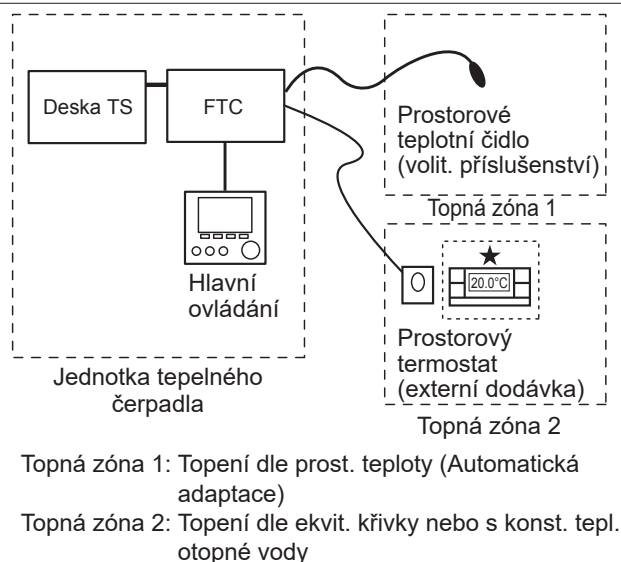 Deska TS
FTC
Hlavní
ovládání
Jednotka tepelného
čerpadla
Prostorové
teplotní čidlo
(volit. příslušenství)
Topná zóna 1
20.0°C
Prostorový
termostat
(externí dodávka)
Topná zóna 2
Topná zóna 1: Topení dle prost. teploty (Automatická
adaptace)
Topná zóna 2: Topení dle ekvit. křivky nebo s konst. tepl.
otopné vody